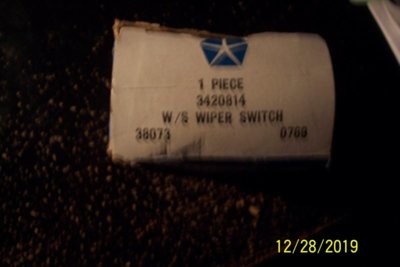 1 PIECE
3420814
W/S WIPER SWITCH
38073 0769
12/28/2019